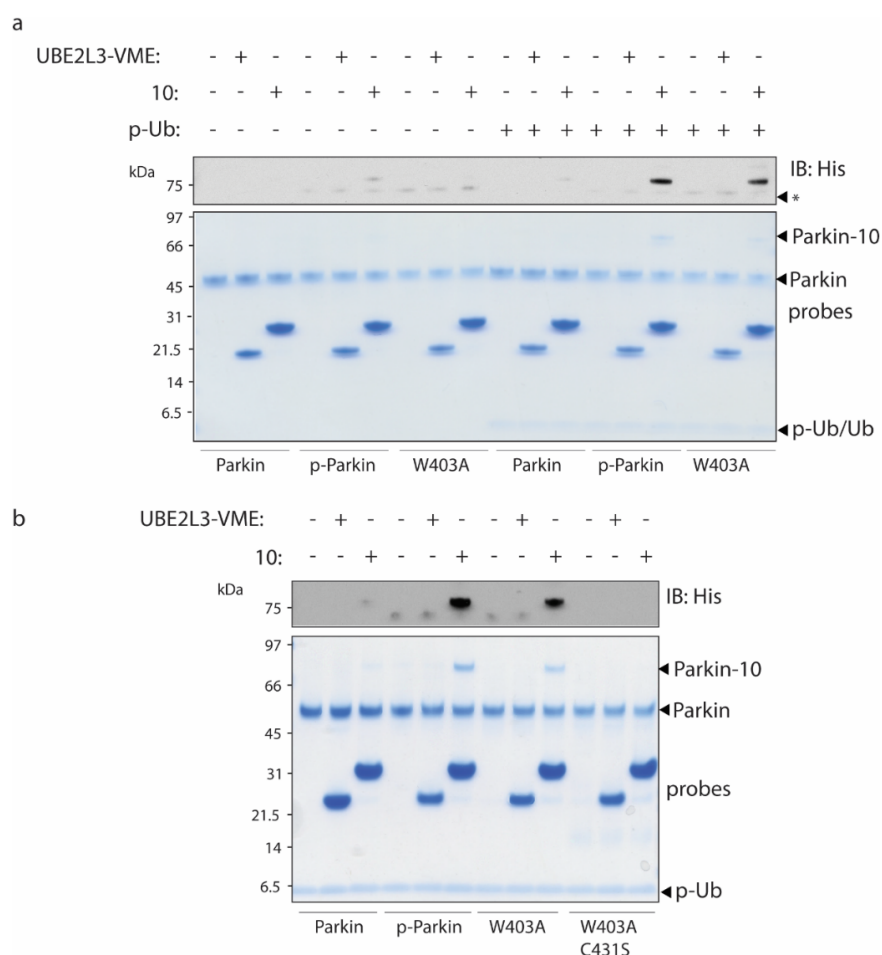 a
UBE2L3-VME: - + - - + - - + - - + - - + - - + -
10: - - + - - + - - + - - + - - + - - +
p-Ub: - - - - - - - - - + + + + + + + + +
kDa
IB: His
75
*
97
66
Parkin-10
45
Parkin
probes
31
21.5
14
6.5
p-Ub/Ub
Parkin p-Parkin W403A Parkin p-Parkin W403A
b
UBE2L3-VME: - + - - + - - + - - + -
10: - - + - - + - - + - - +
kDa
IB: His
75
97
Parkin-10
66
Parkin
45
31
probes
21.5
14
6.5
p-Ub
Parkin p-Parkin W403A W403A
C431S